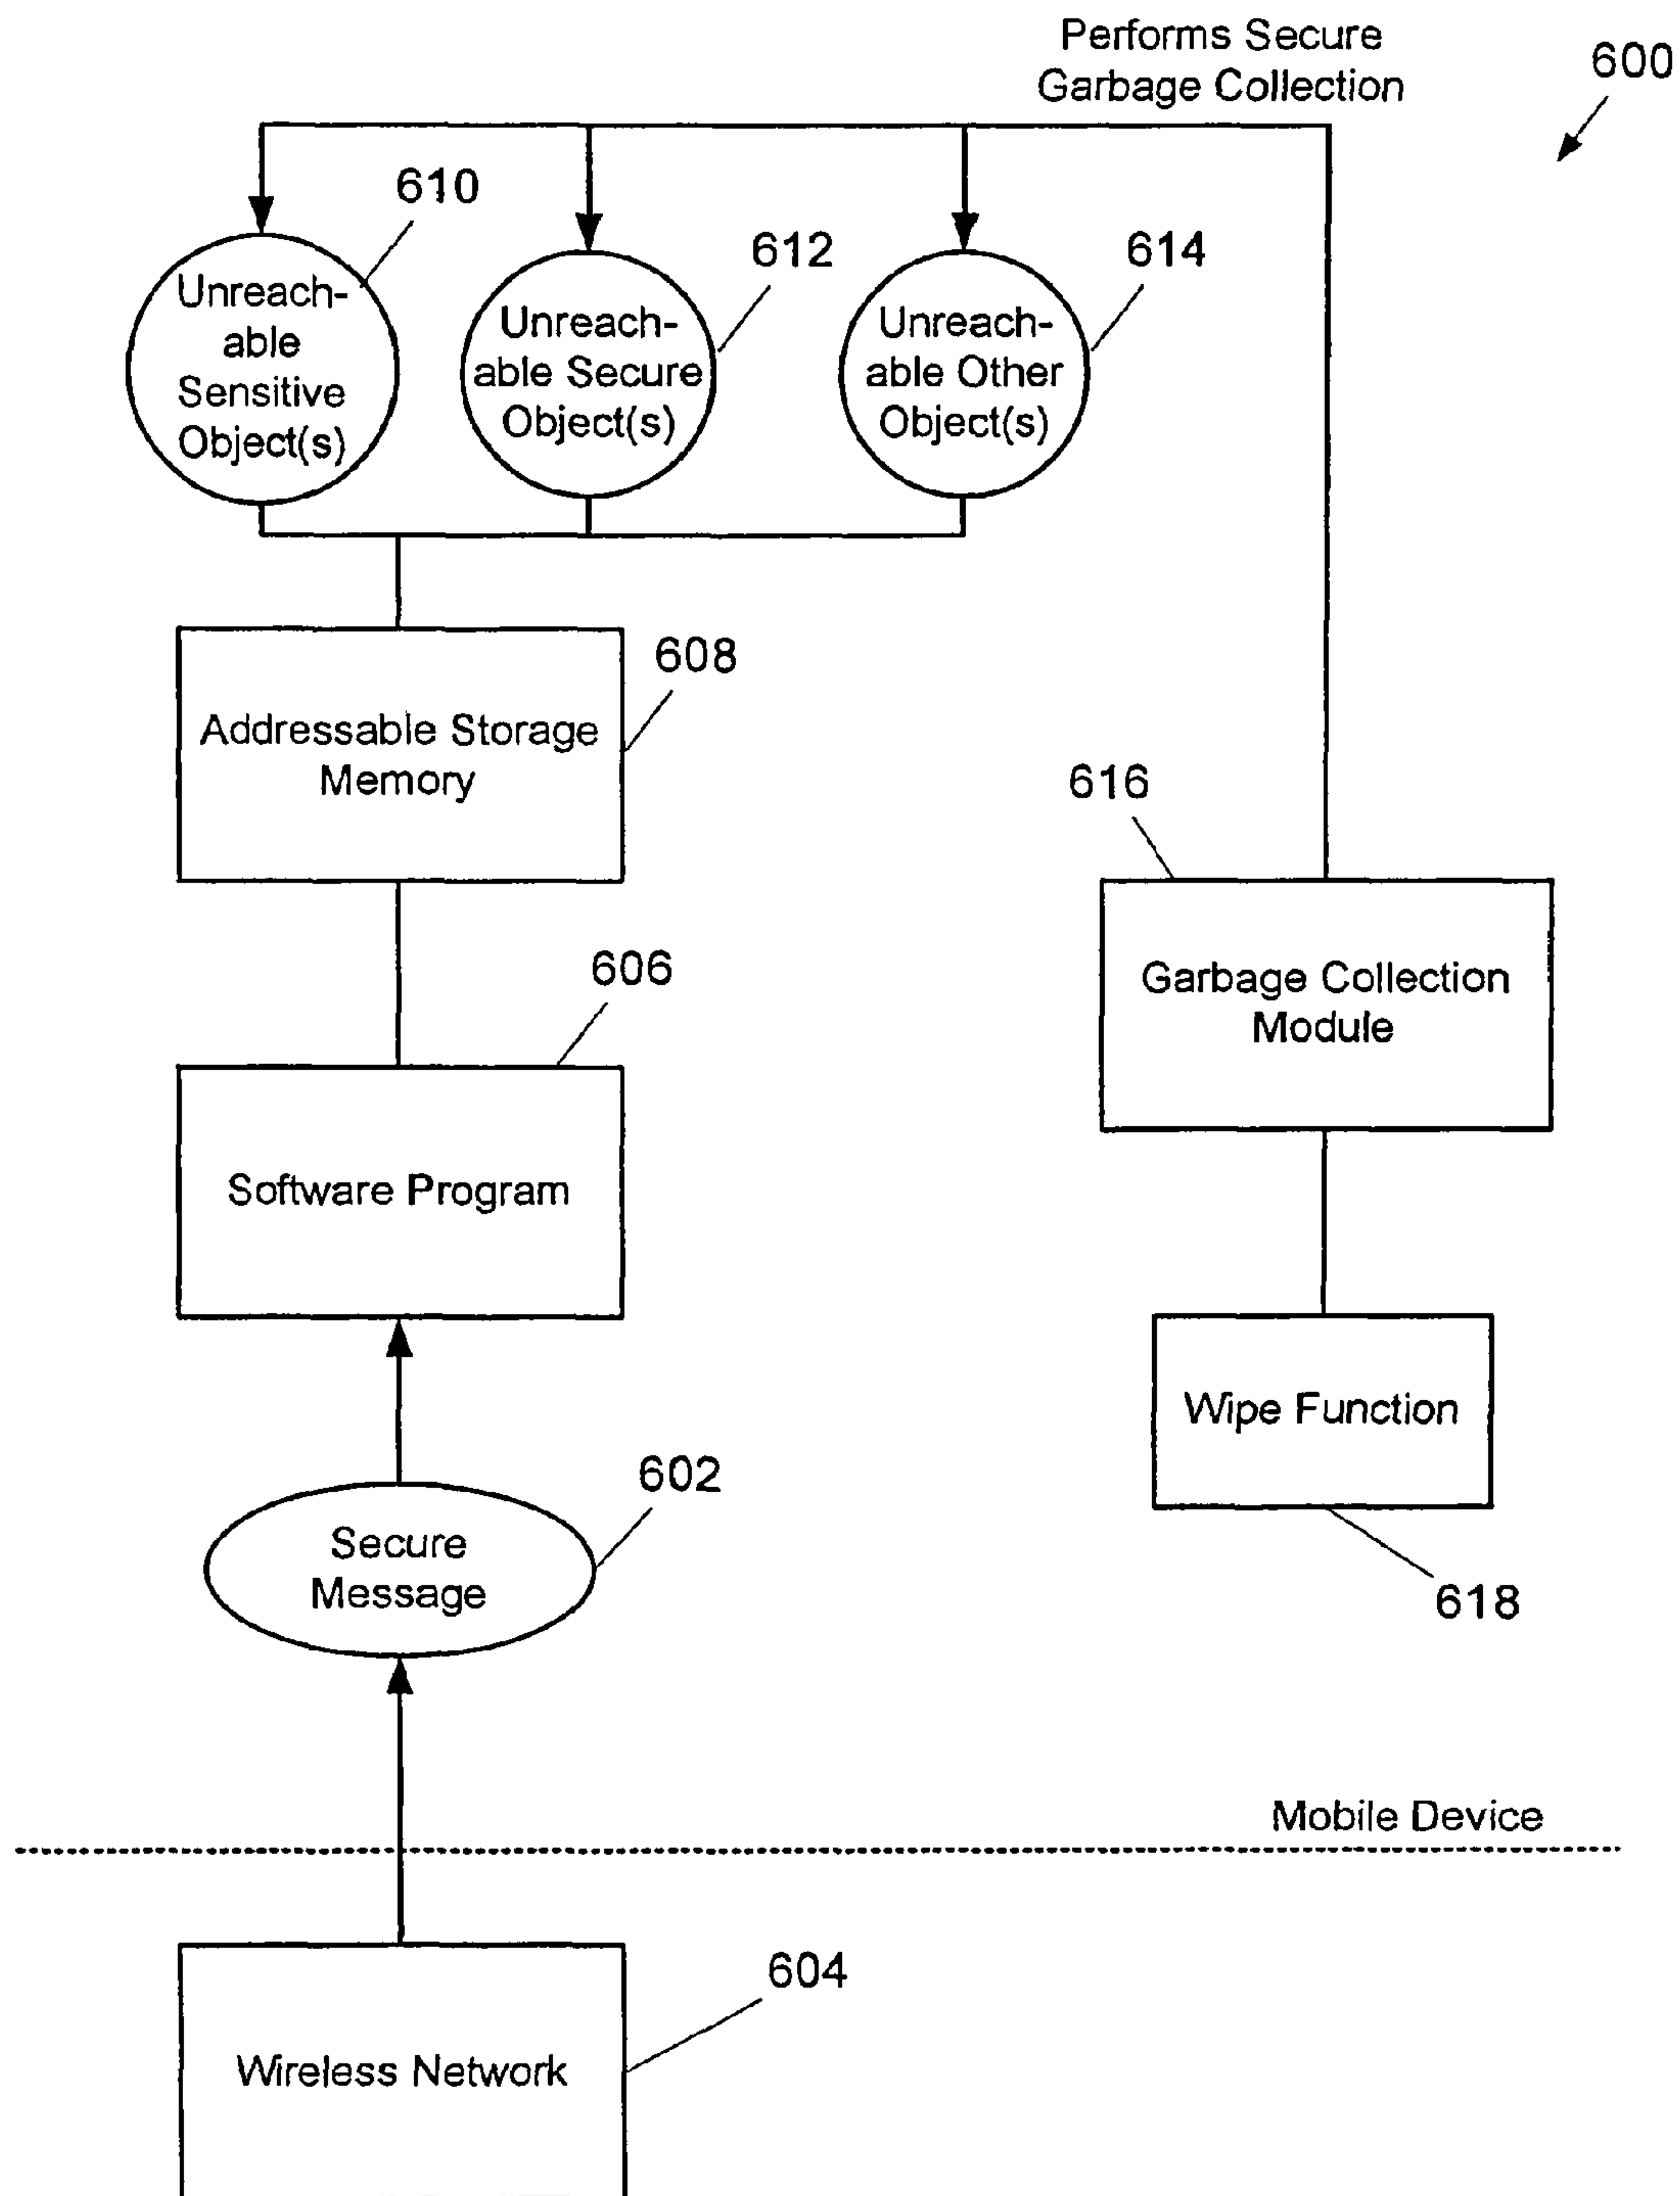 Performs Secure
Garbage Collection
600
610
612
614
Unreach-
able
Sensitive
Object(s)
Unreach-
able Secure
Object(s)
Unreach-
able Other
Object(s)
608
Addressable Storage
Memory
616
Garbage Collection
Module
606
Software Program
Wipe Function
618
602
Secure
Message
Mobile Device
604
Wireless Network